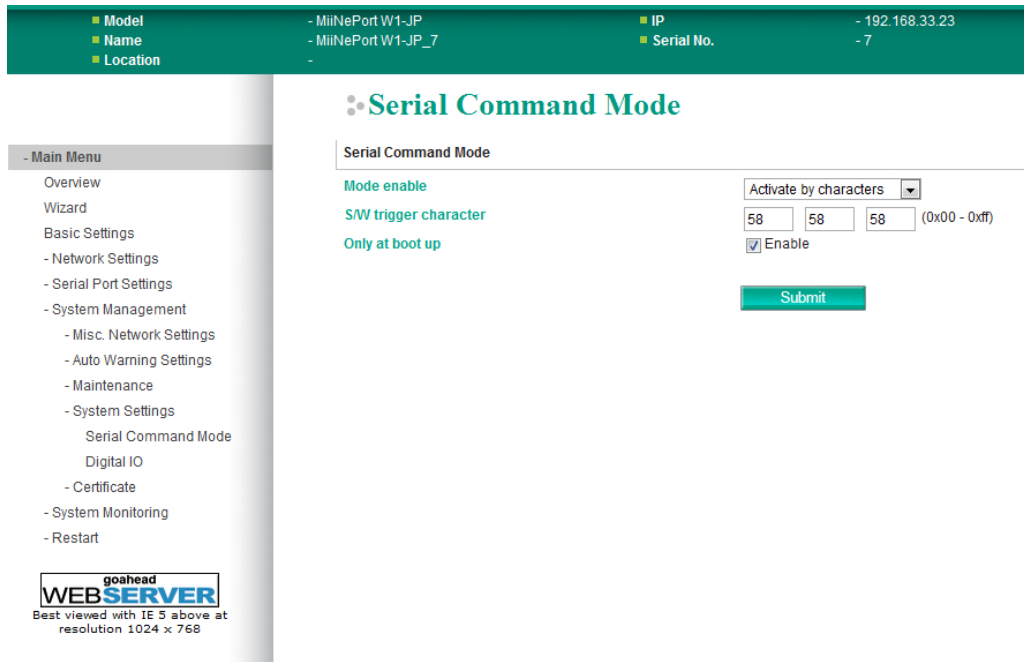 Model - MiiNePort W1-JP IP - 192.168.33.23
Name - MiiNePort W1-JP_7 Serial No. - 7
Location -
Serial Command Mode
- Main Menu
Overview
Wizard
Basic Settings
- Network Settings
- Serial Port Settings
- System Management
- Misc. Network Settings
- Auto Warning Settings
- Maintenance
- System Settings
Serial Command Mode
Digital IO
- Certificate
- System Monitoring
- Restart
goahead
WEBSERVER
Best viewed with IE 5 above at
resolution 1024 x 768
Serial Command Mode
Mode enable Activate by characters
S/W trigger character 58 58 58 (0x00 - 0xff)
Only at boot up Enable
Submit